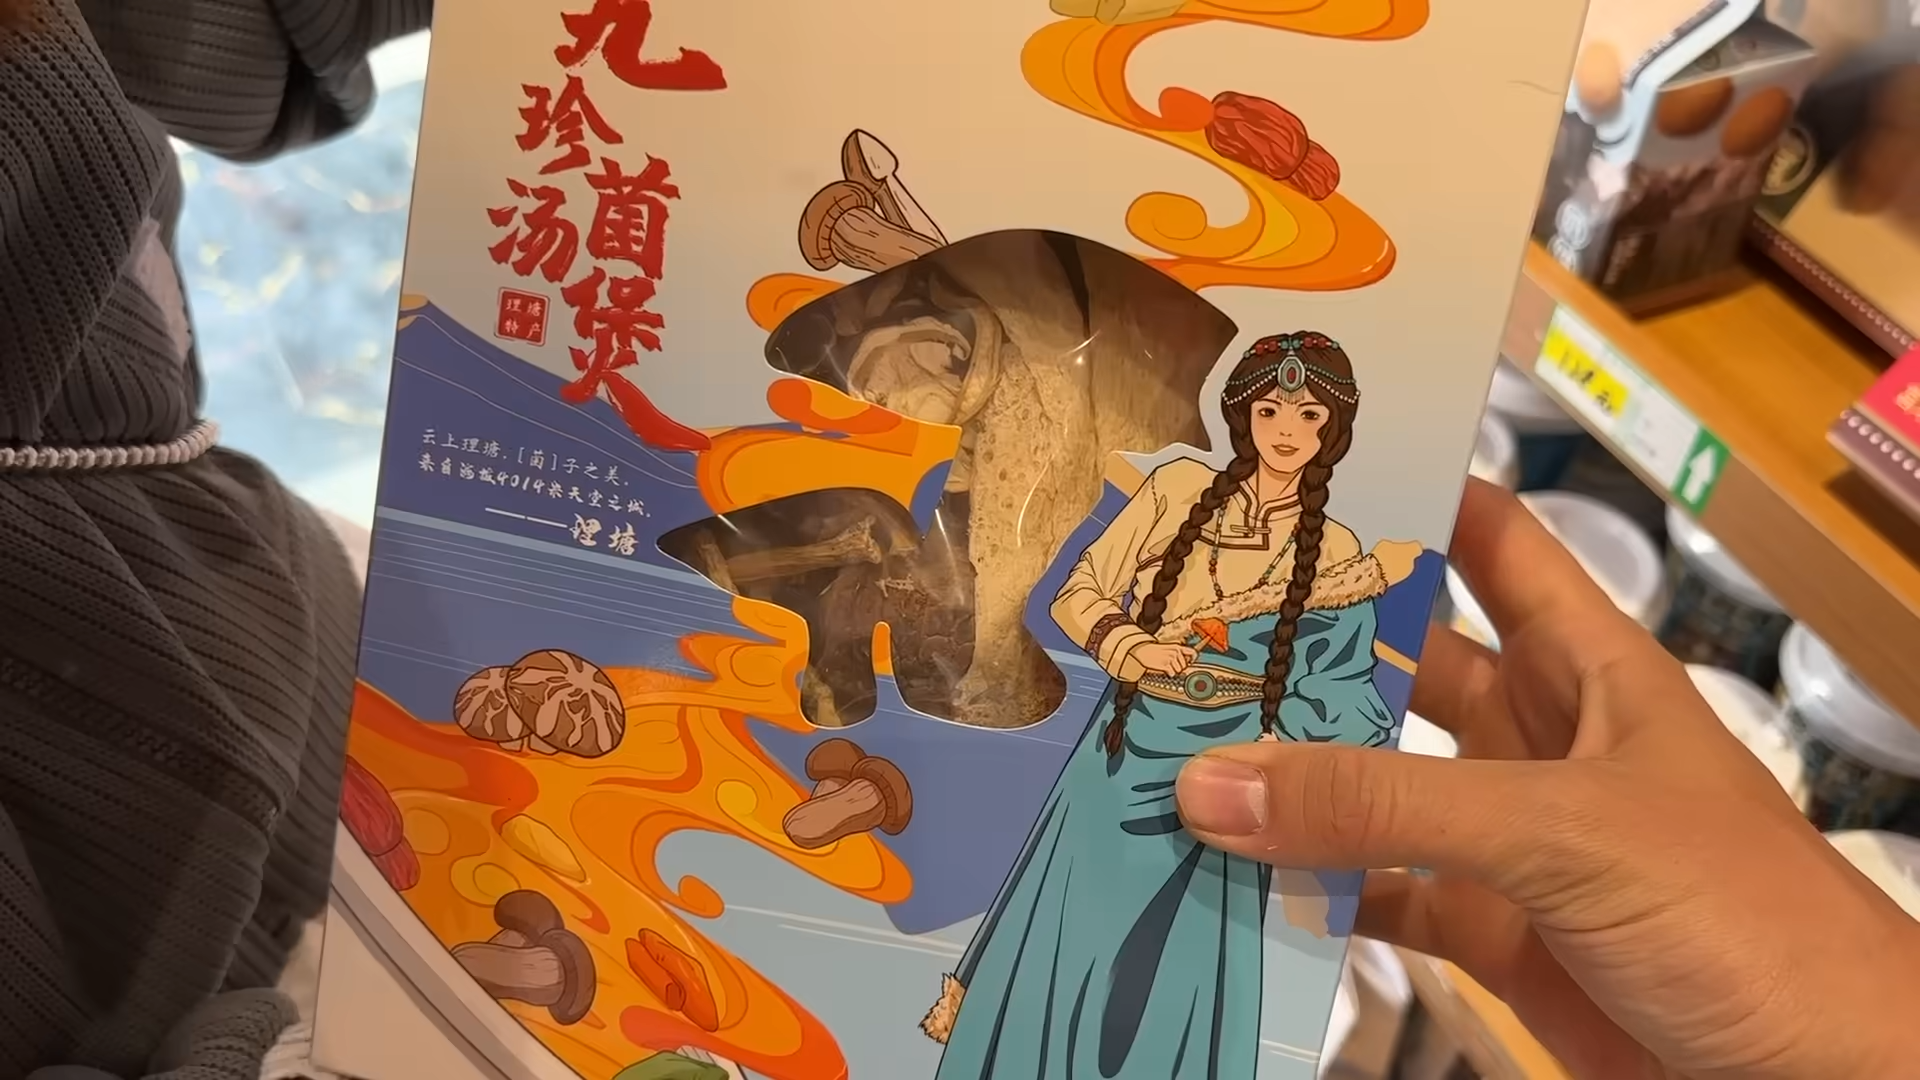 九珍菌汤煲
理塘
特产
云上理塘,[菌]子之美,
来自海拔4014米天空之城,
——理塘